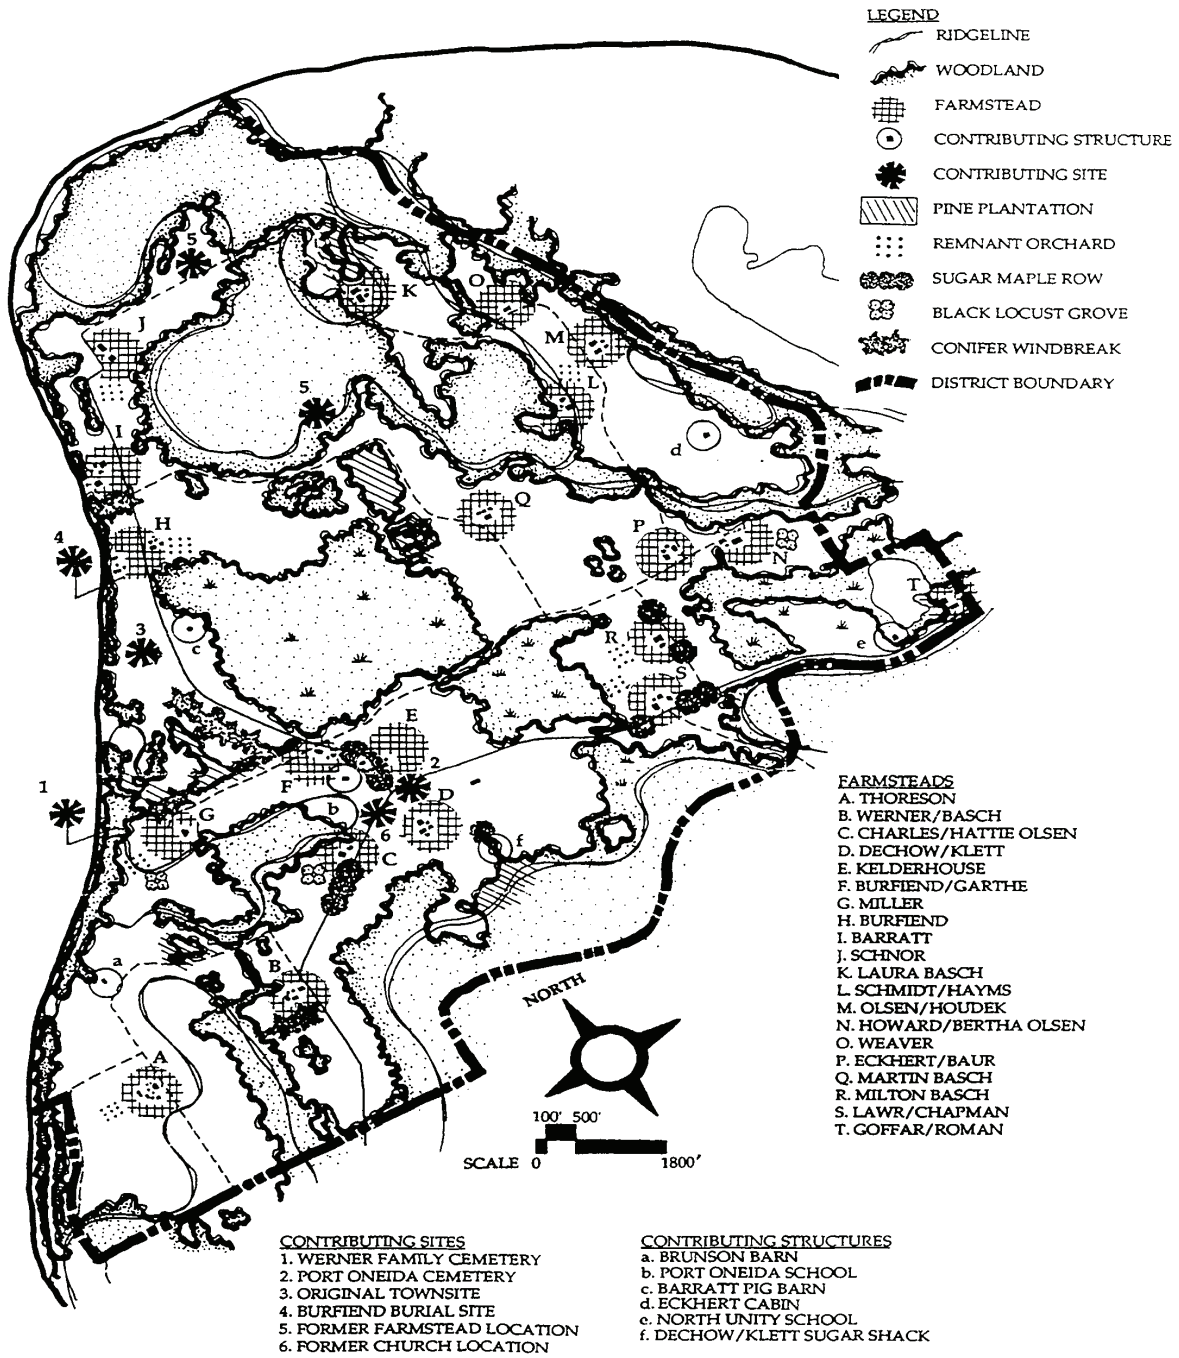 LEGEND
RIDGELINE
WOODLAND
FARMSTEAD
CONTRIBUTING STRUCTURE
CONTRIBUTING SITE
PINE PLANTATION
REMNANT ORCHARD
SUGAR MAPLE ROW
BLACK LOCUST GROVE
CONIFER WINDBREAK
DISTRICT BOUNDARY
5
K
O
J
M
L
5
I
d
Q
H
P
4
N
T
3
c
R
e
S
E
F
2
1
G
b
D
6
f
C
a
B
A
NORTH
100' 500'
SCALE 0 1800'
FARMSTEADS
A. THORESON
B. WERNER/BASCH
C. CHARLES/HATTIE OLSEN
D. DECHOW/KLETT
E. KELDERHOUSE
F. BURFIEND/GARTHE
G. MILLER
H. BURFIEND
I. BARRATT
J. SCHNOR
K. LAURA BASCH
L. SCHMIDT/HAYMS
M. OLSEN/HOUDEK
N. HOWARD/BERTHA OLSEN
O. WEAVER
P. ECKHERT/BAUR
Q. MARTIN BASCH
R. MILTON BASCH
S. LAWR/CHAPMAN
T. GOFFAR/ROMAN
CONTRIBUTING SITES
1. WERNER FAMILY CEMETERY
2. PORT ONEIDA CEMETERY
3. ORIGINAL TOWNSITE
4. BURFIEND BURIAL SITE
5. FORMER FARMSTEAD LOCATION
6. FORMER CHURCH LOCATION
CONTRIBUTING STRUCTURES
a. BRUNSON BARN
b. PORT ONEIDA SCHOOL
c. BARRATT PIG BARN
d. ECKHERT CABIN
e. NORTH UNITY SCHOOL
f. DECHOW/KLETT SUGAR SHACK